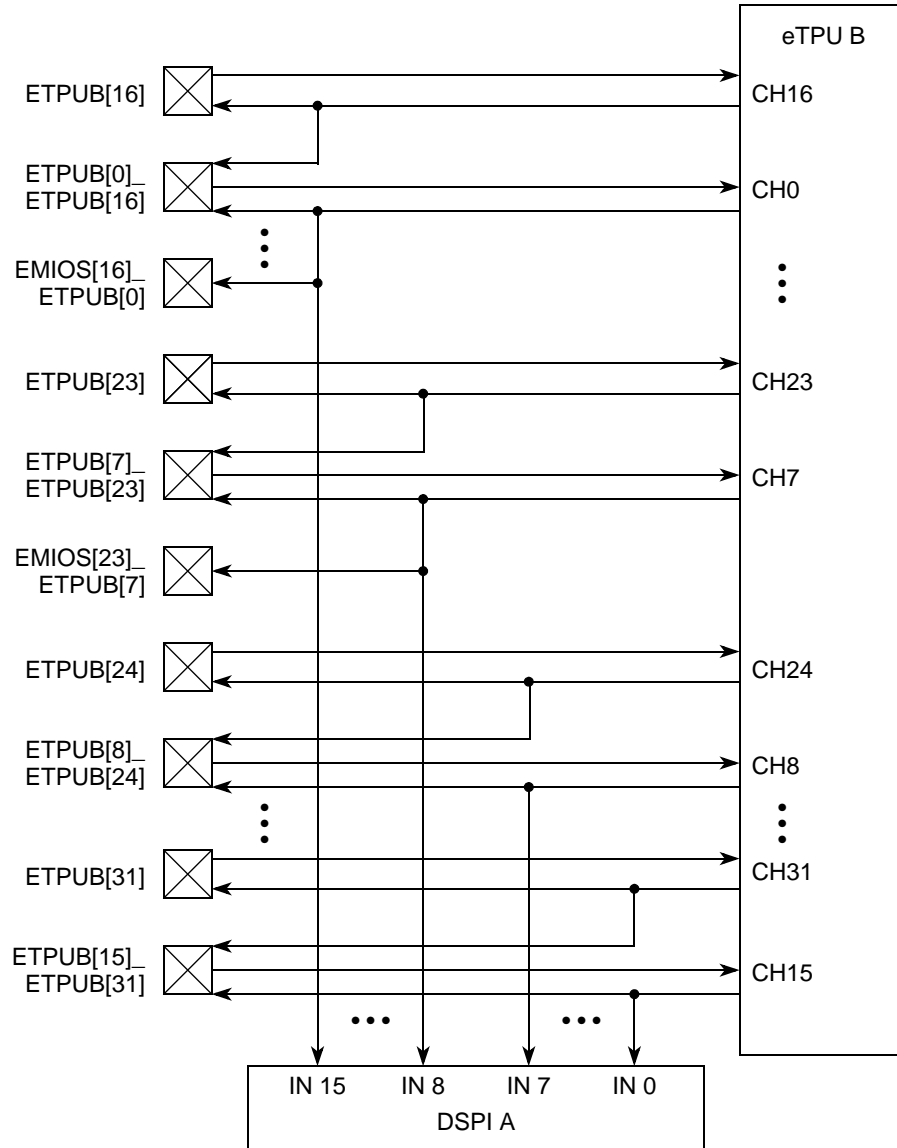 eTPU B
ETPUB[16]
CH16
ETPUB[0]_
ETPUB[16]
CH0
EMIOS[16]_
ETPUB[0]
ETPUB[23]
CH23
ETPUB[7]_
ETPUB[23]
CH7
EMIOS[23]_
ETPUB[7]
ETPUB[24]
CH24
ETPUB[8]_
ETPUB[24]
CH8
ETPUB[31]
CH31
ETPUB[15]_
ETPUB[31]
CH15
IN 15 IN 8 IN 7 IN 0
DSPI A